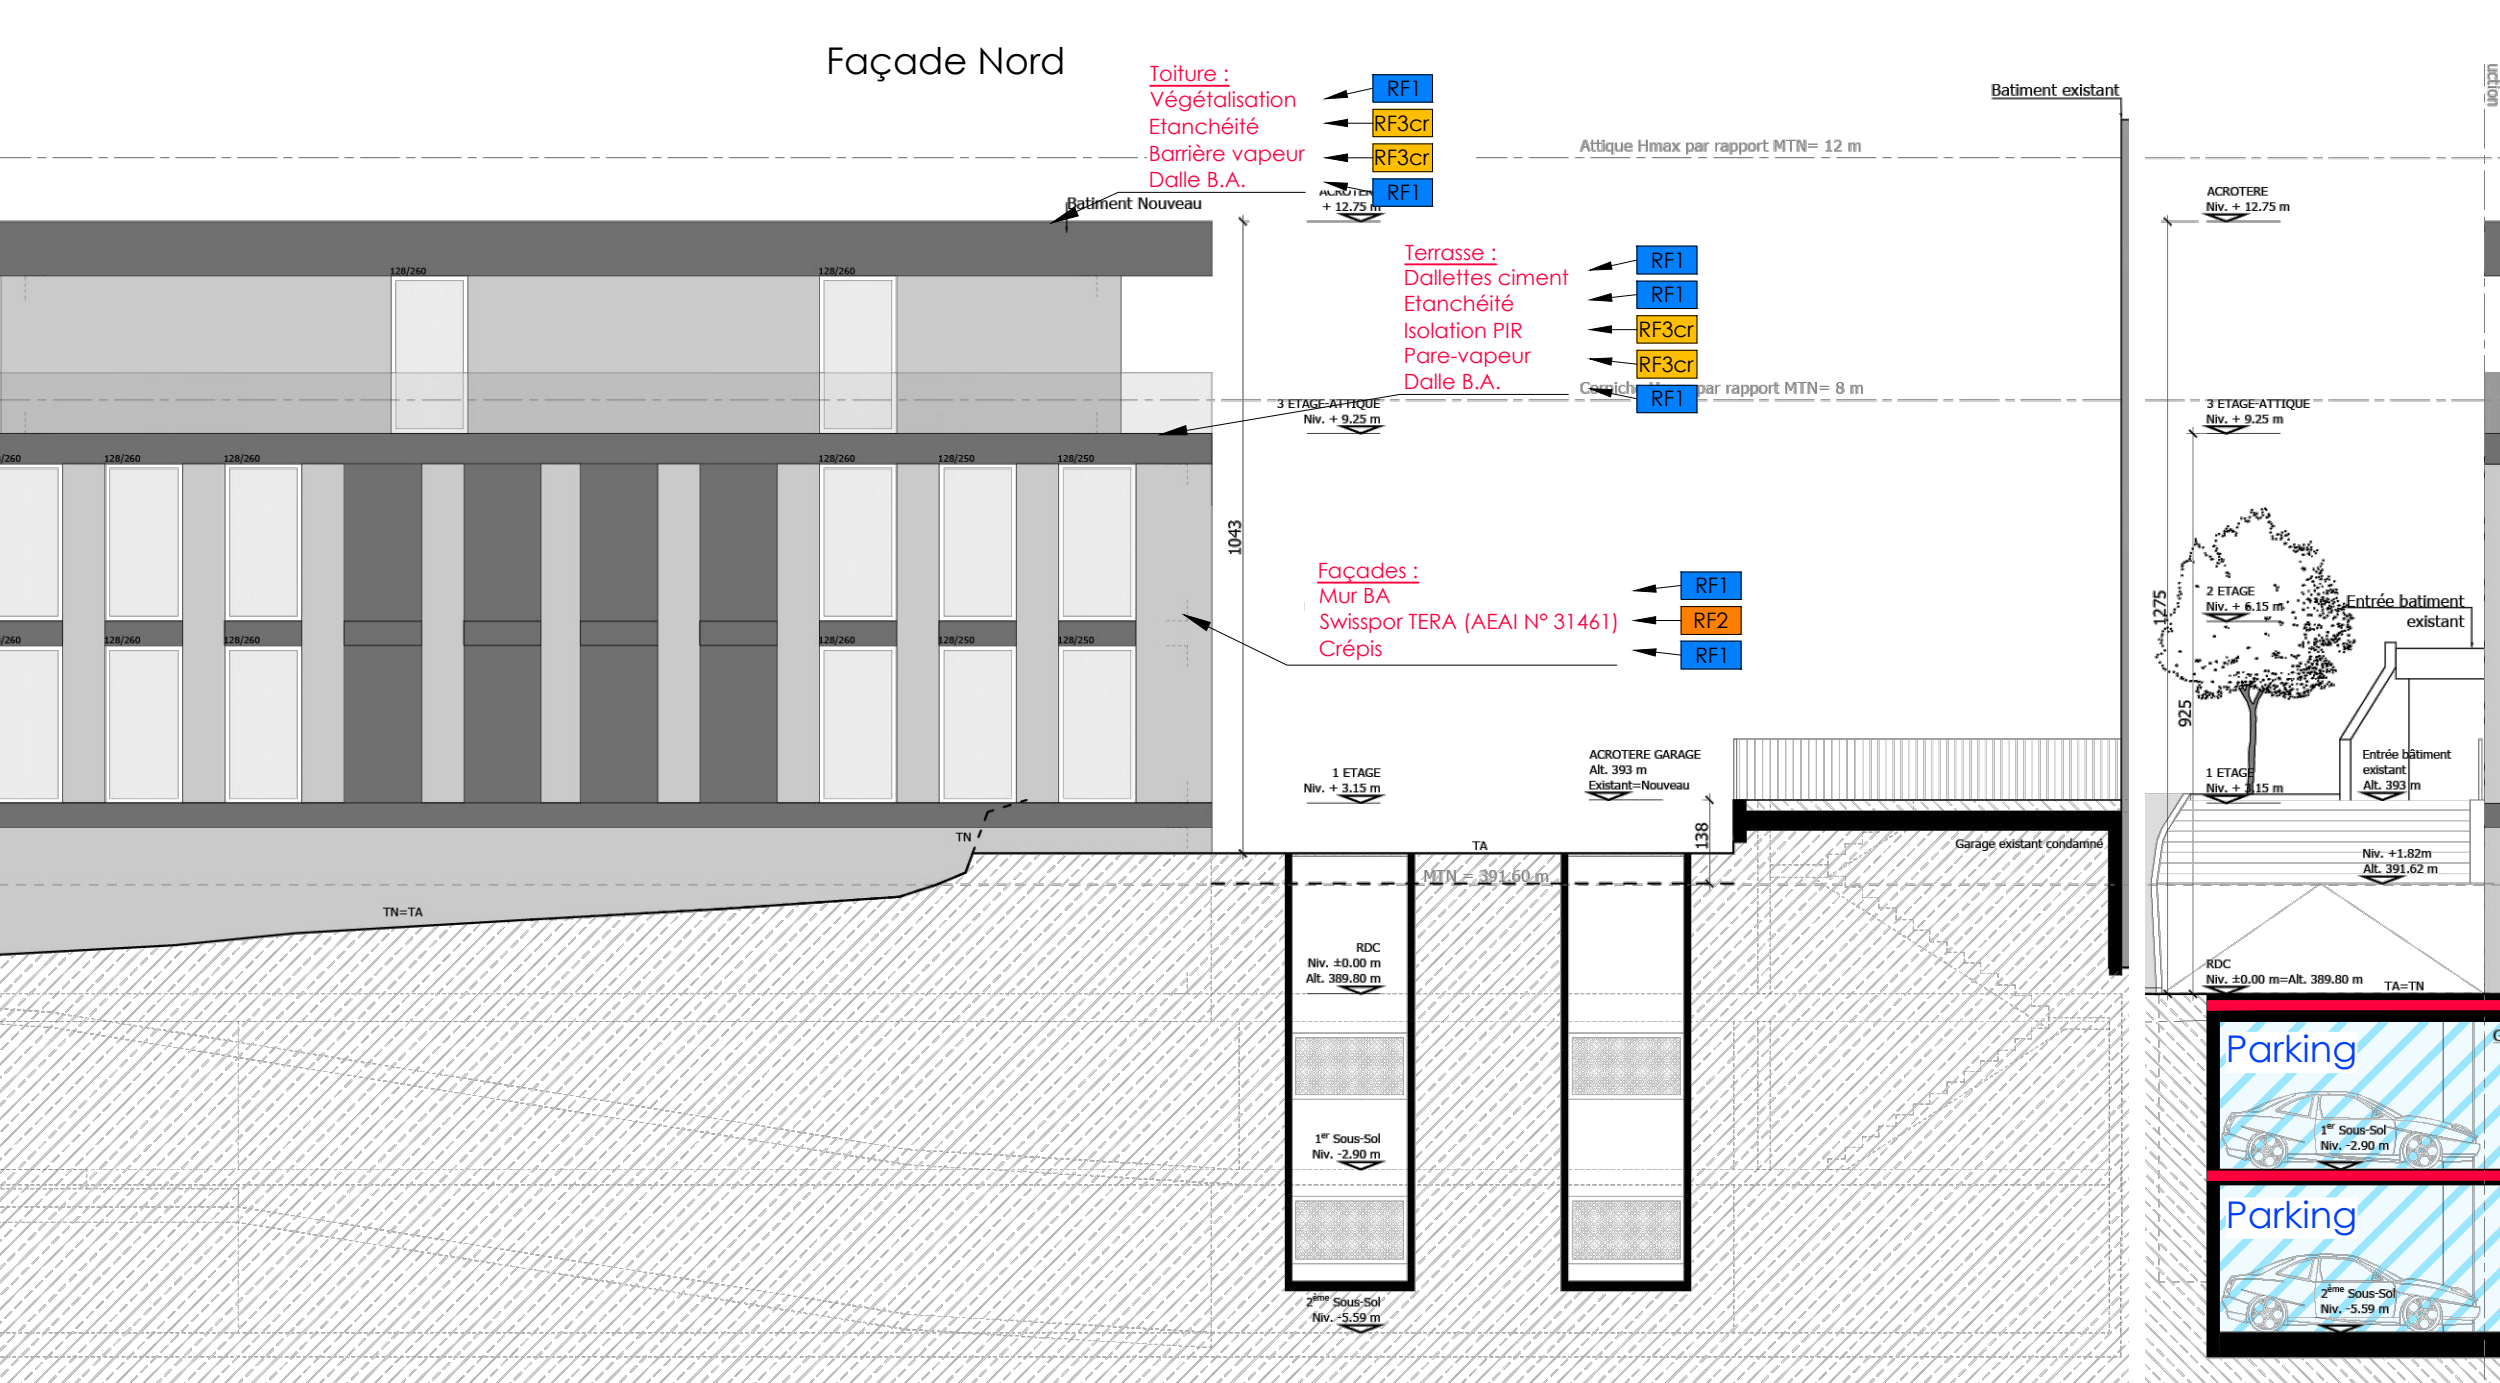 Façade Nord
Toiture :
Végétalisation
Etanchéité
Barrière vapeur
Dalle B.A.
RF1
RF3cr
RF3cr
RF1
Batiment Nouveau
+ 12.75 m
Attique Hmax par rapport MTN= 12 m
Batiment existant
ACROTERE
Niv. + 12.75 m
Terrasse :
Dallettes ciment
Etanchéité
Isolation PIR
Pare-vapeur
Dalle B.A.
RF1
RF1
RF3cr
RF3cr
RF1
par rapport MTN= 8 m
128/260
128/260
3 ETAGE-ATTIQUE
Niv. + 9.25 m
3 ETAGE-ATTIQUE
Niv. + 9.25 m
/260
128/260
128/260
128/260
128/250
128/250
1043
Façades :
Mur BA
Swisspor TERA (AEAI N° 31461)
Crépis
RF1
RF2
RF1
1275
2 ETAGE
Niv. + 6.15 m
Entrée batiment
existant
/260
128/260
128/260
128/260
128/250
128/250
925
1 ETAGE
Niv. + 3.15 m
ACROTERE GARAGE
Alt. 393 m
Existant=Nouveau
1 ETAGE
Niv. + 3.15 m
Entrée bâtiment
existant
Alt. 393 m
TN
TA
138
Garage existant condamné
Niv. +1.82m
Alt. 391.62 m
MTN = 391.60 m
TN=TA
RDC
Niv. ±0.00 m
Alt. 389.80 m
RDC
Niv. ±0.00 m=Alt. 389.80 m
TA=TN
Parking
1er Sous-Sol
Niv. -2.90 m
1er Sous-Sol
Niv. -2.90 m
Parking
2ème Sous-Sol
Niv. -5.59 m
2ème Sous-Sol
Niv. -5.59 m